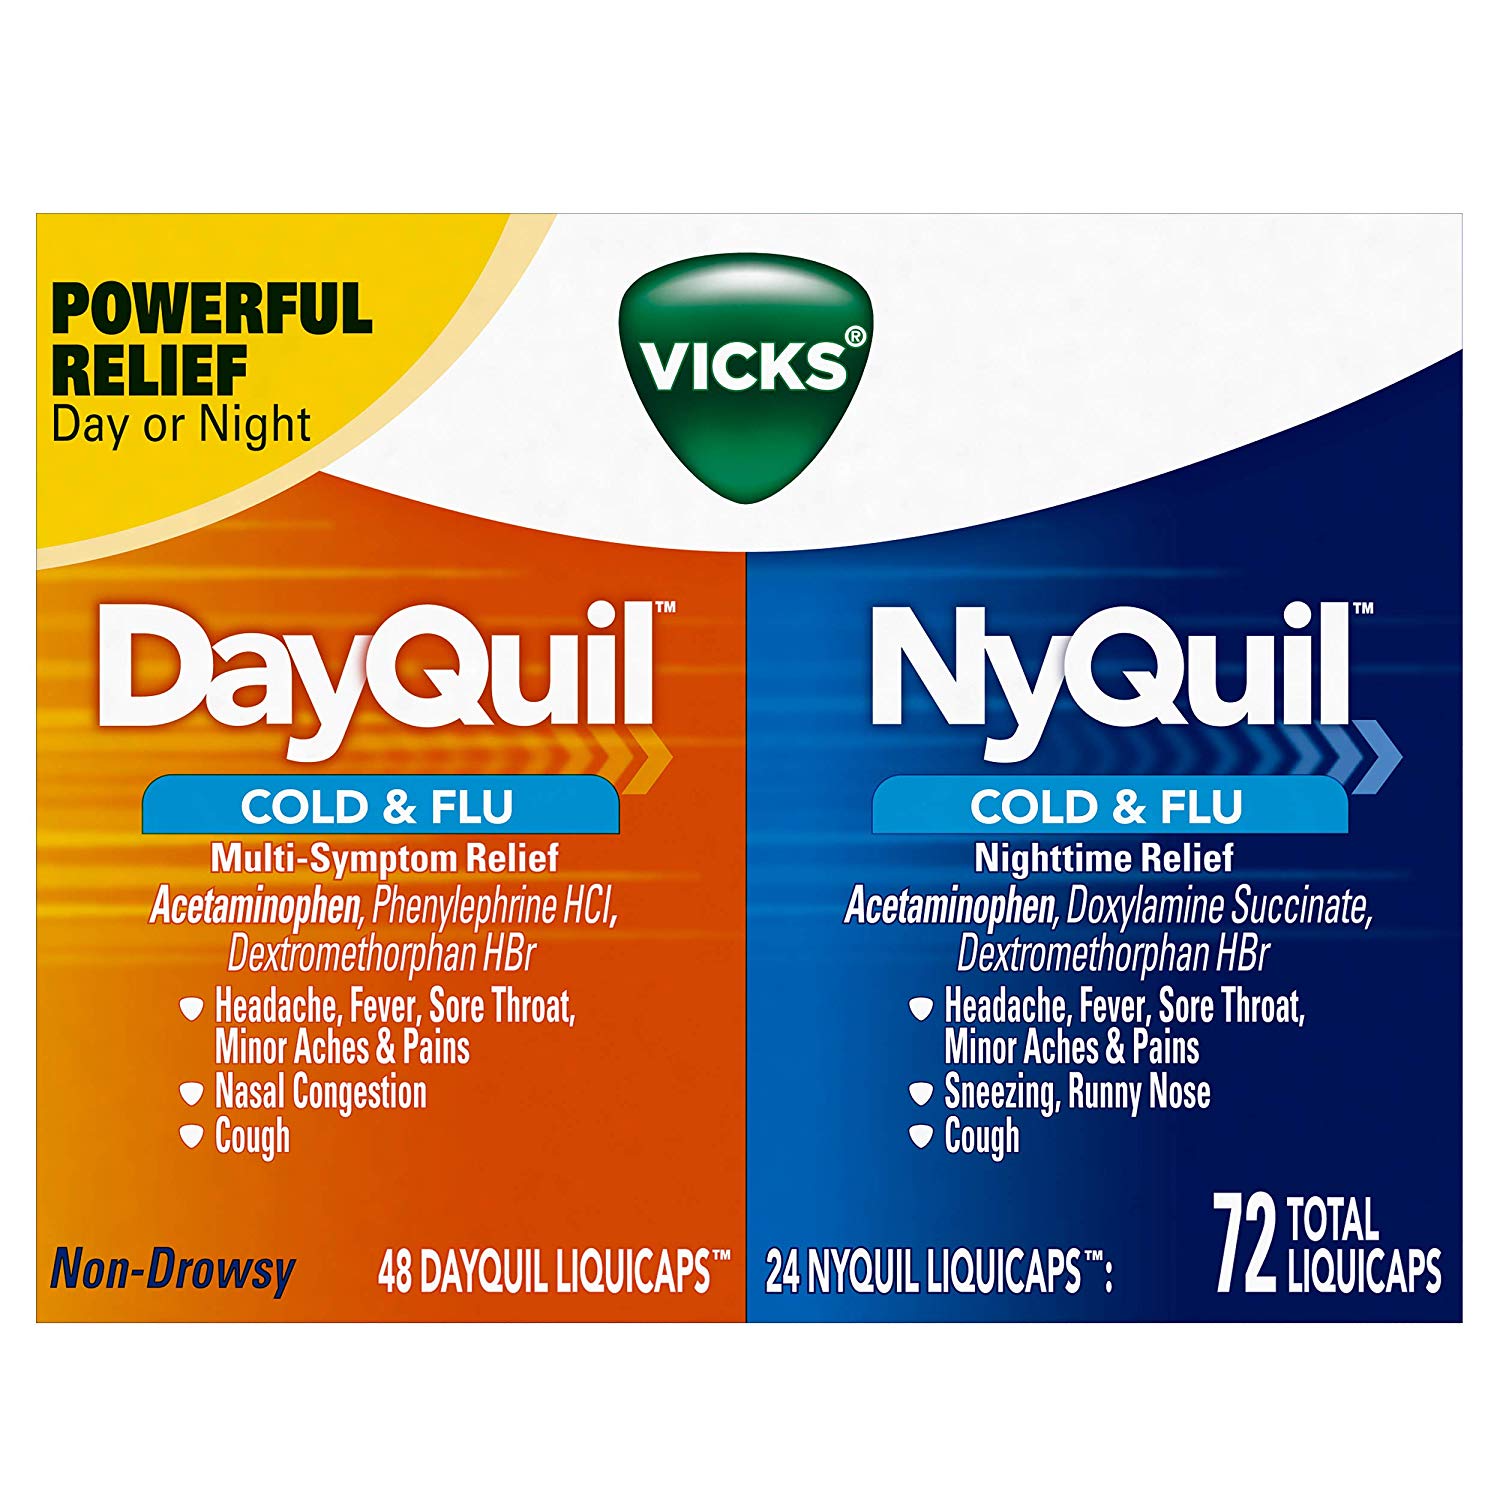 POWERFUL
RELIEF
Day or Night
VICKS®
DayQuil™
COLD & FLU
Multi-Symptom Relief
Acetaminophen, Phenylephrine HCl,
Dextromethorphan HBr
Headache, Fever, Sore Throat,
Minor Aches & Pains
Nasal Congestion
Cough
Non-Drowsy
48 DAYQUIL LIQUICAPS™
NyQuil™
COLD & FLU
Nighttime Relief
Acetaminophen, Doxylamine Succinate,
Dextromethorphan HBr
Headache, Fever, Sore Throat,
Minor Aches & Pains
Sneezing, Runny Nose
Cough
24 NYQUIL LIQUICAPS™:
72 TOTAL
LIQUICAPS